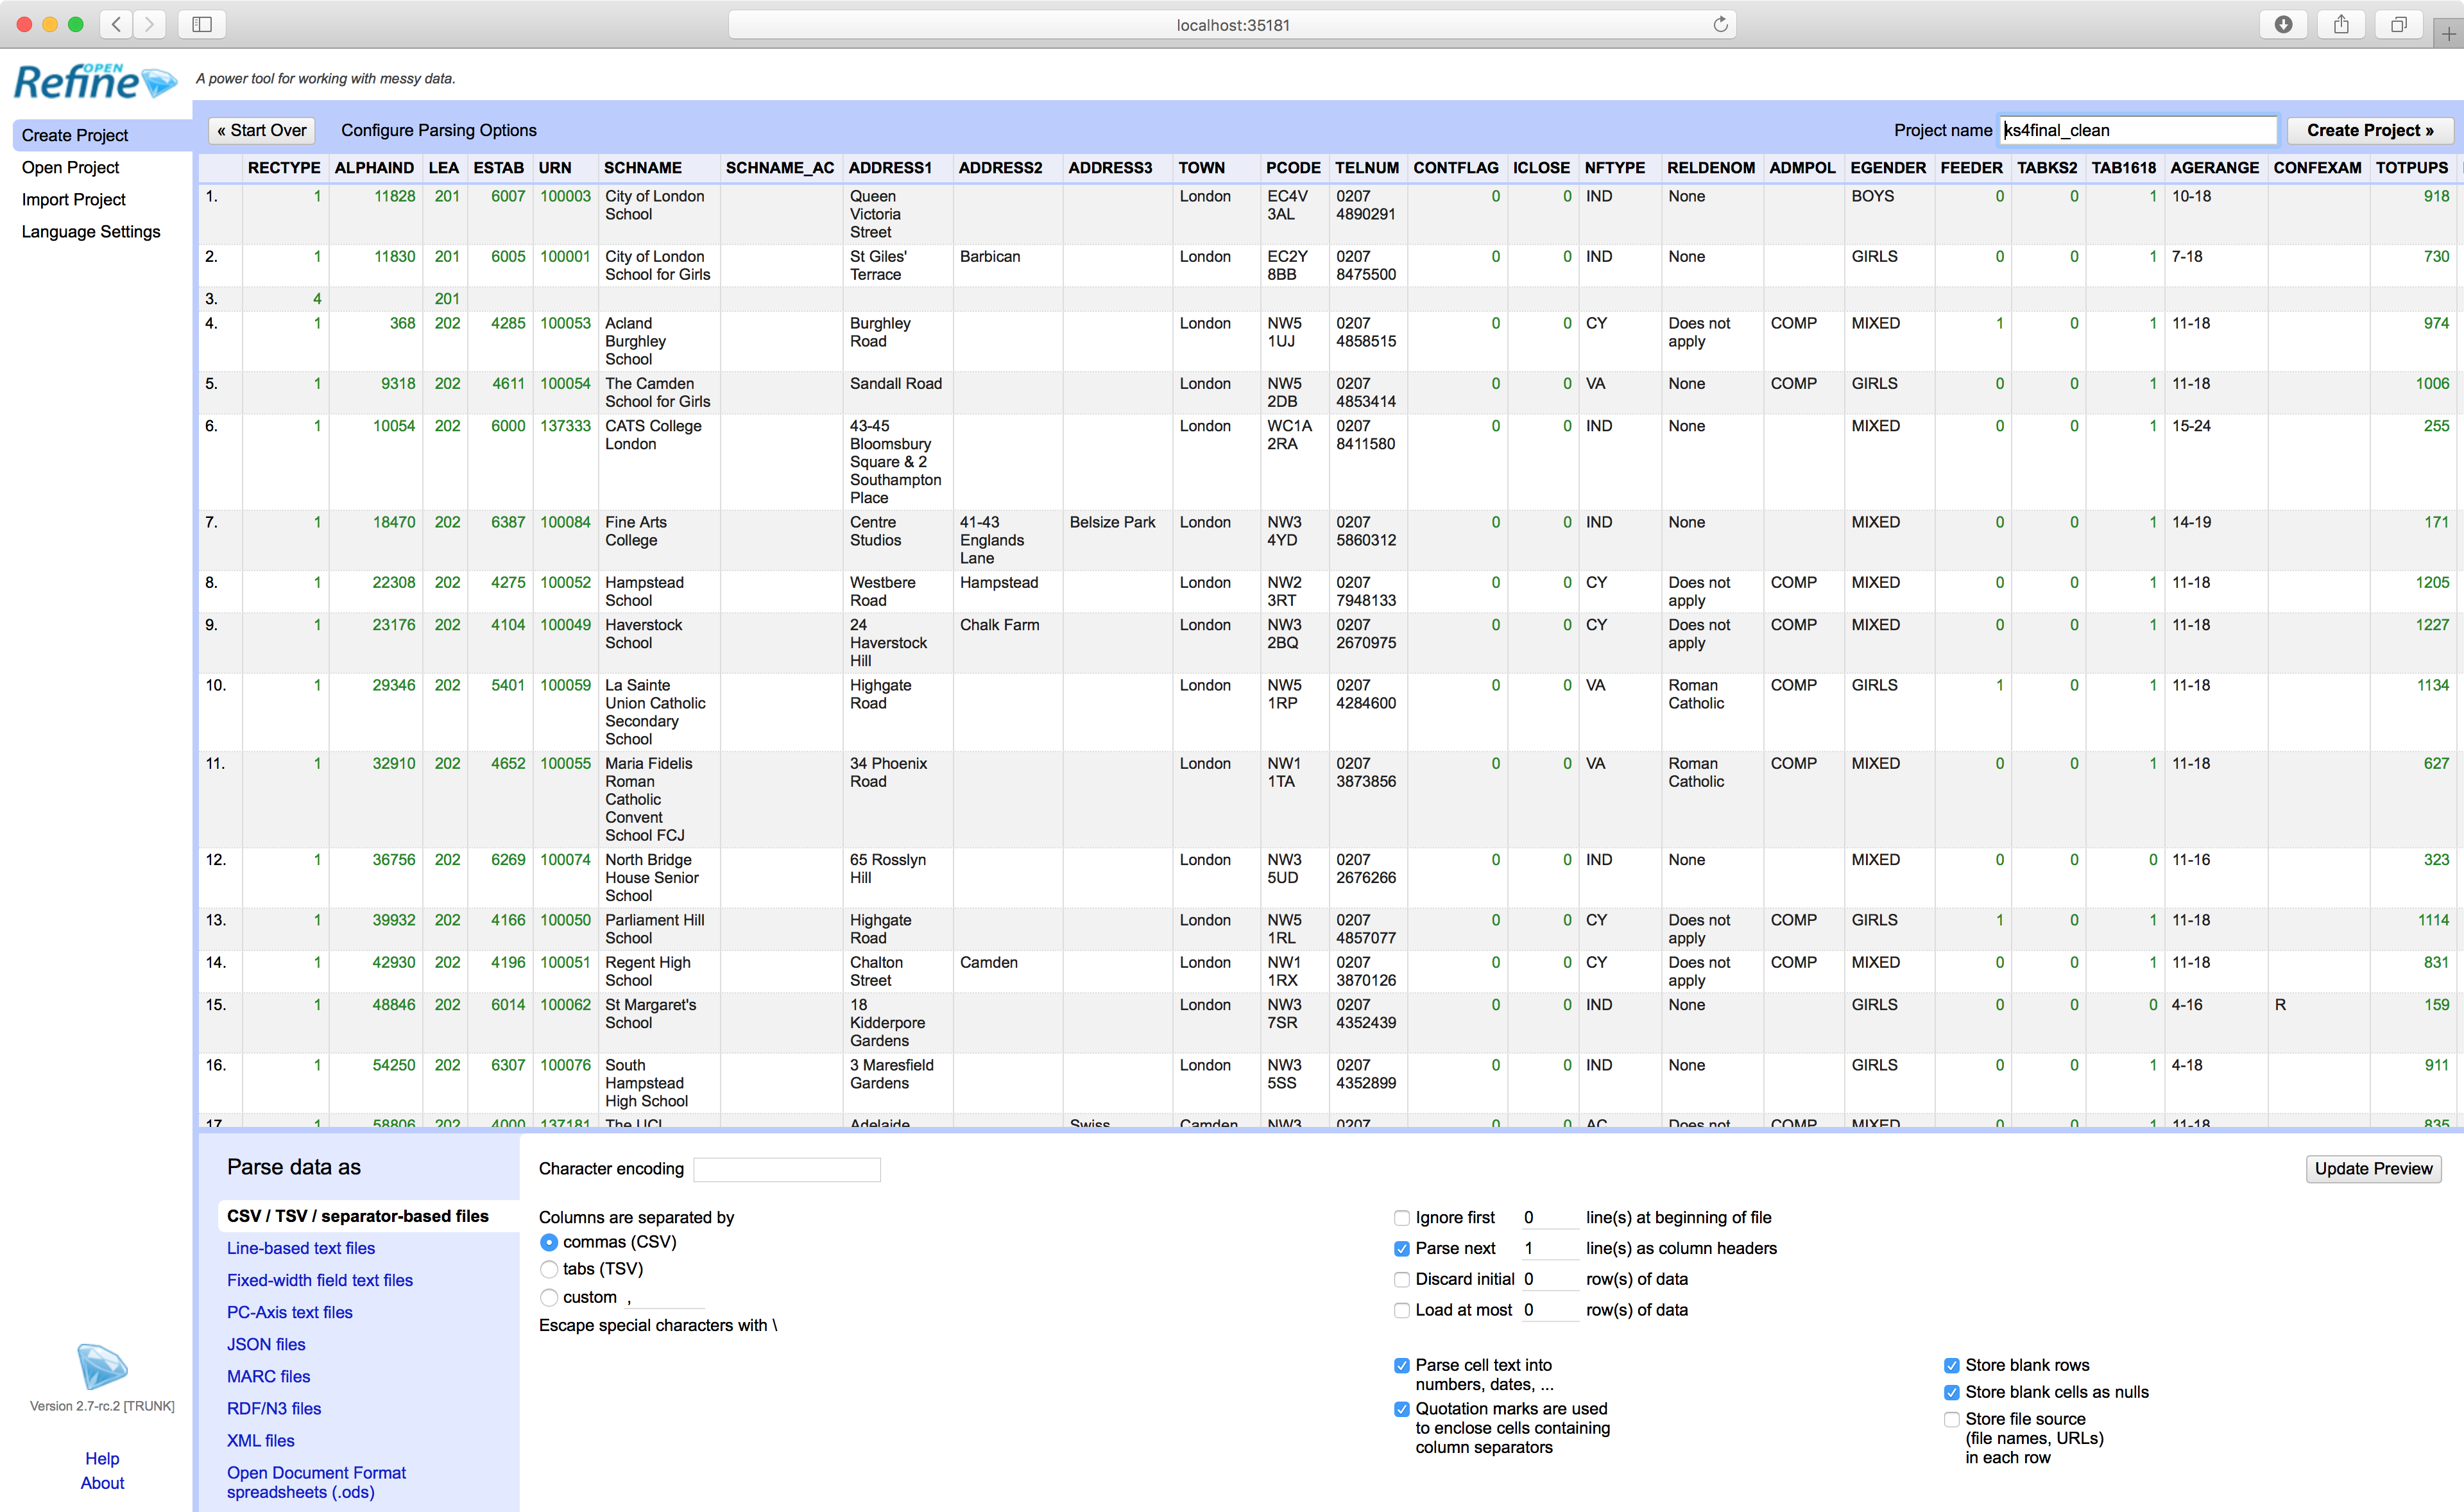 localhost:35181
OPEN
Refine
A power tool for working with messy data.
Create Project
Open Project
Import Project
Language Settings
« Start Over Configure Parsing Options Project name ks4final_clean Create Project »
RECTYPE ALPHAIND LEA ESTAB URN SCHNAME SCHNAME_AC ADDRESS1 ADDRESS2 ADDRESS3 TOWN PCODE TELNUM CONTFLAG ICLOSE NFTYPE RELDENOM ADMPOL EGENDER FEEDER TABKS2 TAB1618 AGERANGE CONFEXAM TOTPUPS
1. 1 11828 201 6007 100003 City of London Queen London EC4V 0207 0 0 IND None BOYS 0 0 1 10-18 918
School Victoria 3AL 4890291
Street
2. 1 11830 201 6005 100001 City of London St Giles' Barbican London EC2Y 0207 0 0 IND None GIRLS 0 0 1 7-18 730
School for Girls Terrace 8BB 8475500
3. 4 201
4. 1 368 202 4285 100053 Acland Burghley London NW5 0207 0 0 CY Does not COMP MIXED 1 0 1 11-18 974
Burghley Road 1UJ 4858515 apply
School
5. 1 9318 202 4611 100054 The Camden Sandall Road London NW5 0207 0 0 VA None COMP GIRLS 0 0 1 11-18 1006
School for Girls 2DB 4853414
6. 1 10054 202 6000 137333 CATS College 43-45 London WC1A 0207 0 0 IND None MIXED 0 0 1 15-24 255
London Bloomsbury 2RA 8411580
Square & 2
Southampton
Place
7. 1 18470 202 6387 100084 Fine Arts Centre 41-43 Belsize Park London NW3 0207 0 0 IND None MIXED 0 0 1 14-19 171
College Studios Englands 4YD 5860312
Lane
8. 1 22308 202 4275 100052 Hampstead Westbere Hampstead London NW2 0207 0 0 CY Does not COMP MIXED 0 0 1 11-18 1205
School Road 3RT 7948133 apply
9. 1 23176 202 4104 100049 Haverstock 24 Chalk Farm London NW3 0207 0 0 CY Does not COMP MIXED 0 0 1 11-18 1227
School Haverstock 2BQ 2670975 apply
Hill
10. 1 29346 202 5401 100059 La Sainte Highgate London NW5 0207 0 0 VA Roman COMP GIRLS 1 0 1 11-18 1134
Union Catholic Road 1RP 4284600 Catholic
Secondary
School
11. 1 32910 202 4652 100055 Maria Fidelis 34 Phoenix London NW1 0207 0 0 VA Roman COMP MIXED 0 0 1 11-18 627
Roman Road 1TA 3873856 Catholic
Catholic
Convent
School FCJ
12. 1 36756 202 6269 100074 North Bridge 65 Rosslyn London NW3 0207 0 0 IND None MIXED 0 0 0 11-16 323
House Senior Hill 5UD 2676266
School
13. 1 39932 202 4166 100050 Parliament Hill Highgate London NW5 0207 0 0 CY Does not COMP GIRLS 1 0 1 11-18 1114
School Road 1RL 4857077 apply
14. 1 42930 202 4196 100051 Regent High Chalton Camden London NW1 0207 0 0 CY Does not COMP MIXED 0 0 1 11-18 831
School Street 1RX 3870126 apply
15. 1 48846 202 6014 100062 St Margaret's 18 London NW3 0207 0 0 IND None GIRLS 0 0 0 4-16 R 159
School Kidderpore 7SR 4352439
Gardens
16. 1 54250 202 6307 100076 South 3 Maresfield London NW3 0207 0 0 IND None GIRLS 0 0 1 4-18 911
Hampstead Gardens 5SS 4352899
High School
17. 1 58806 202 4000 137181 The UCL Adelaide Swiss Camden NW3 0207 0 0 AC Does not COMP MIXED 0 0 1 11-18 835
Parse data as
CSV / TSV / separator-based files
Line-based text files
Fixed-width field text files
PC-Axis text files
JSON files
MARC files
RDF/N3 files
XML files
Open Document Format
spreadsheets (.ods)
Character encoding
Update Preview
Columns are separated by
commas (CSV)
tabs (TSV)
custom ,
Escape special characters with \
Ignore first 0 line(s) at beginning of file
Parse next 1 line(s) as column headers
Discard initial 0 row(s) of data
Load at most 0 row(s) of data
Parse cell text into
numbers, dates, ...
Quotation marks are used
to enclose cells containing
column separators
Store blank rows
Store blank cells as nulls
Store file source
(file names, URLs)
in each row
Version 2.7-rc.2 [TRUNK]
Help
About